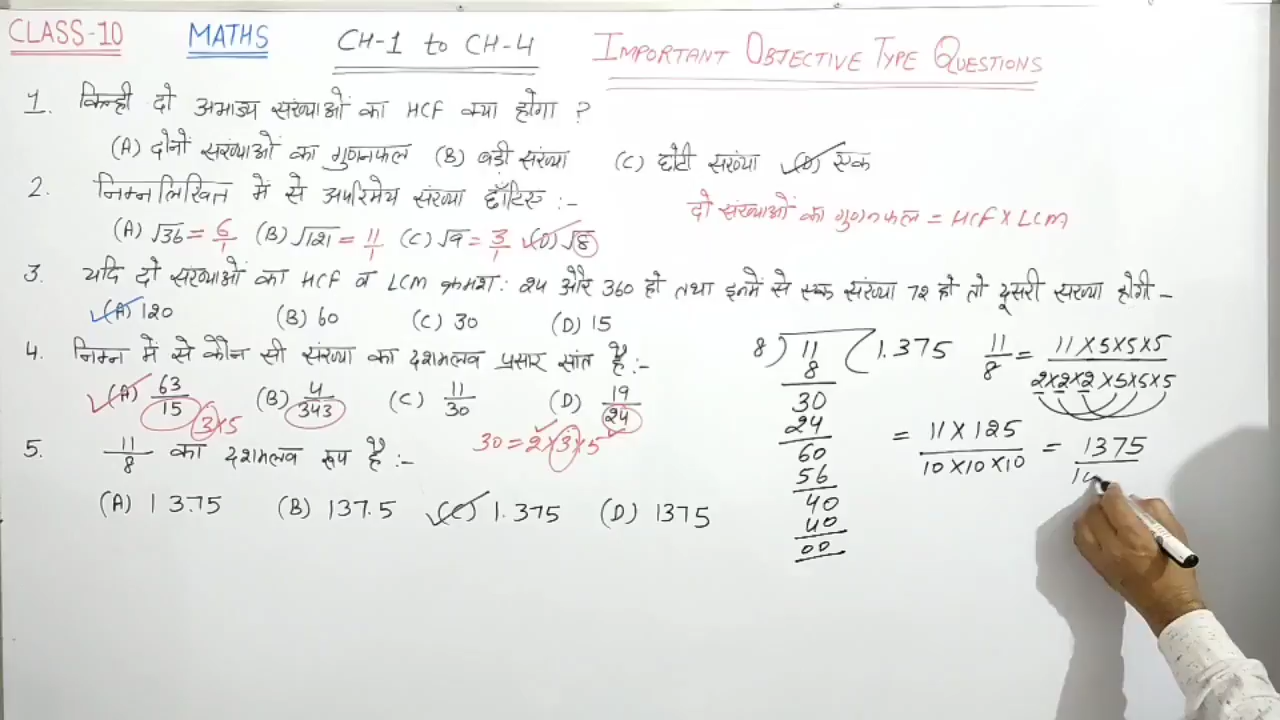 CLASS-10 MATHS CH-1 to CH-4 IMPORTANT OBJECTIVE TYPE QUESTIONS
1. किन्ही दो अभाज्य संख्याओं का HCF क्या होगा ?
(A) दोनों संख्याओं का गुणनफल (B) बड़ी संख्या (C) छोटी संख्या (D) एक
2. निम्नलिखित में से अपरिमेय संख्या छाँटिए :-
दो संख्याओं का गुणनफल = HCF X LCM
(A) √36 = 6/1 (B) √121 = 11/1 (C) √9 = 3/1 (D) √8
3. यदि दो संख्याओं का HCF व LCM क्रमश: 24 और 360 हो तथा इनमें से एक संख्या 72 हो तो दूसरी संख्या होगी -
(A) 120 (B) 60 (C) 30 (D) 15
4. निम्न में से कौन सी संख्या का दशमलव प्रसार सांत है :-
(A) 63/15 (B) 4/343 (C) 11/30 (D) 19/24
3×5
30 = 2×3×5
5. 11/8 का दशमलव रूप है :-
(A) 13.75 (B) 137.5 (C) 1.375 (D) 1375
8) 11 ( 1.375
8
30
24
60
56
40
40
00
11/8 = 11×5×5×5/2×2×2×5×5×5
= 11×125/10×10×10 = 1375/